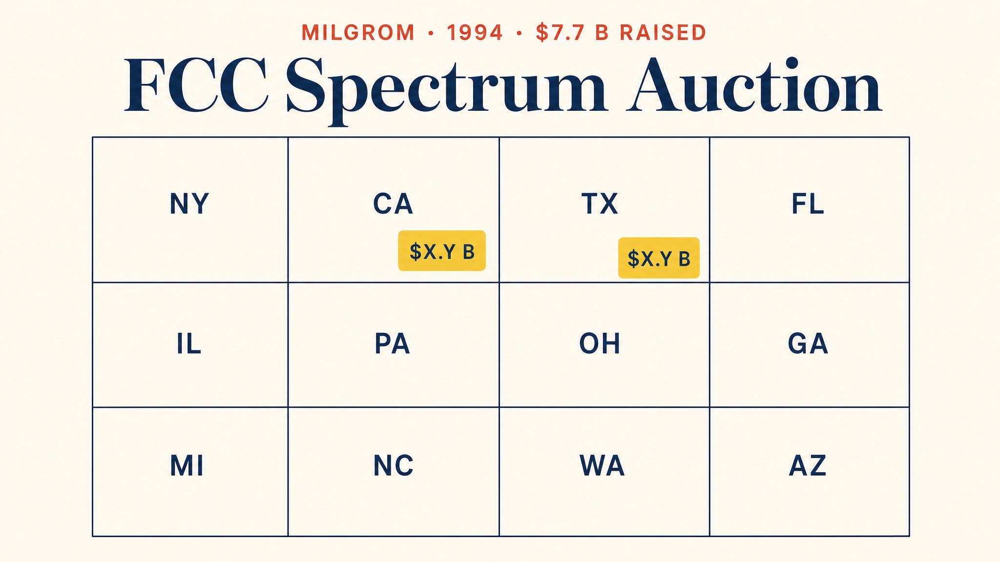 MILGROM · 1994 · $7.7 B RAISED
FCC Spectrum Auction
NY
CA
$X.Y B
TX
$X.Y B
FL
IL
PA
OH
GA
MI
NC
WA
AZ